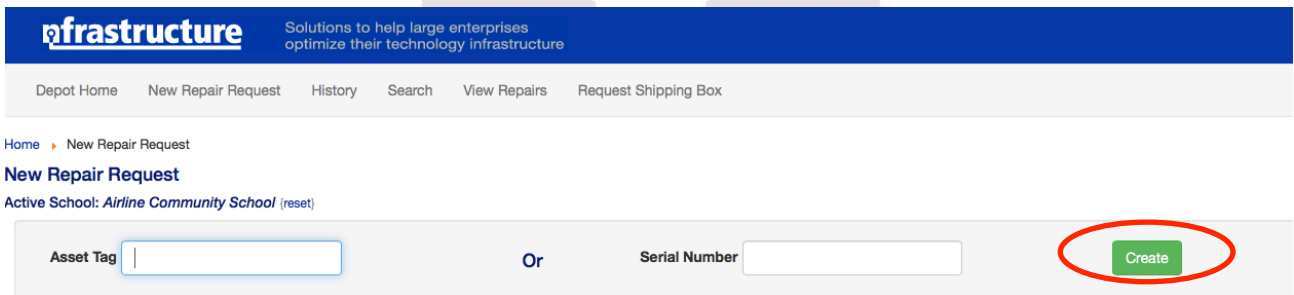 nfrastructure
Solutions to help large enterprises
optimize their technology infrastructure
Depot Home New Repair Request History Search View Repairs Request Shipping Box
Home New Repair Request
New Repair Request
Active School: Airline Community School (reset)
Asset Tag Or Serial Number Create